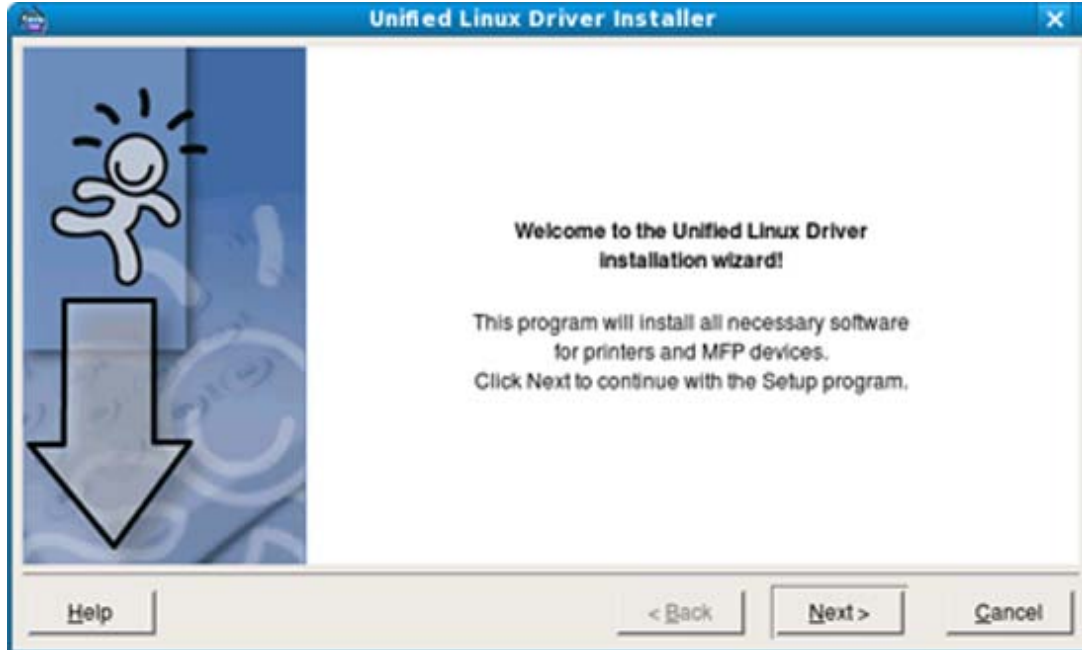 Unified Linux Driver Installer
Welcome to the Unified Linux Driver
installation wizard!
This program will install all necessary software
for printers and MFP devices.
Click Next to continue with the Setup program.
Help
< Back
Next >
Cancel